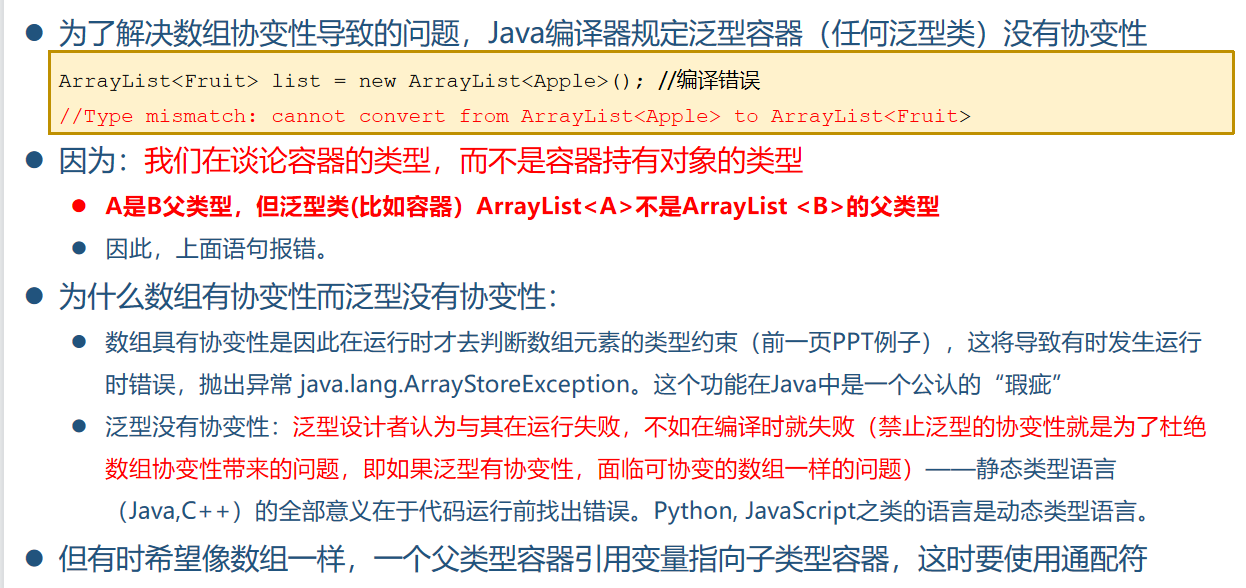 为了解决数组协变性导致的问题，Java编译器规定泛型容器（任何泛型类）没有协变性
ArrayList<Fruit> list = new ArrayList<Apple>(); //编译错误
//Type mismatch: cannot convert from ArrayList<Apple> to ArrayList<Fruit>
因为：我们在谈论容器的类型，而不是容器持有对象的类型
A是B父类型，但泛型类(比如容器）ArrayList<A>不是ArrayList <B>的父类型
因此，上面语句报错。
为什么数组有协变性而泛型没有协变性：
数组具有协变性是因此在运行时才去判断数组元素的类型约束（前一页PPT例子），这将导致有时发生运行
时错误，抛出异常 java.lang.ArrayStoreException。这个功能在Java中是一个公认的“瑕疵”
泛型没有协变性：泛型设计者认为与其在运行失败，不如在编译时就失败（禁止泛型的协变性就是为了杜绝
数组协变性带来的问题，即如果泛型有协变性，面临可协变的数组一样的问题）——静态类型语言
（Java,C++）的全部意义在于代码运行前找出错误。Python, JavaScript之类的语言是动态类型语言。
但有时希望像数组一样，一个父类型容器引用变量指向子类型容器，这时要使用通配符